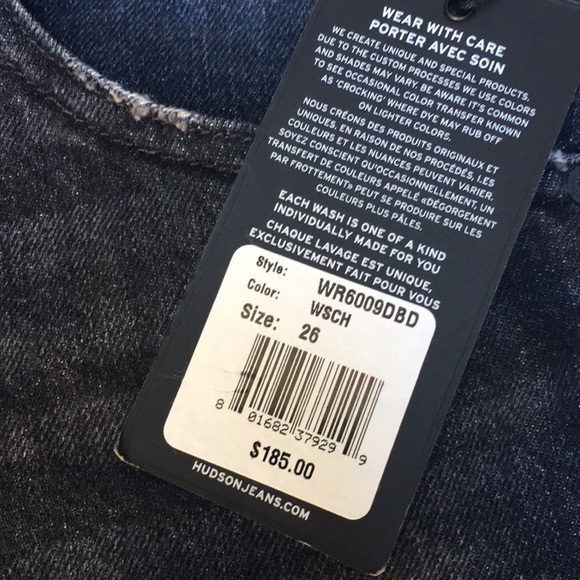 WEAR WITH CARE
PORTER AVEC SOIN
WE CREATE UNIQUE AND SPECIAL PRODUCTS,
DUE TO THE CUSTOM PROCESSES WE USE COLORS
AND SHADES MAY VARY. BE AWARE IT'S COMMON
TO SEE OCCASIONAL COLOR TRANSFER KNOWN
AS 'CROCKING' WHERE DYE MAY RUB OFF
ON LIGHTER COLORS.
NOUS CRÉONS DES PRODUITS ORIGINAUX ET
UNIQUES, EN RAISON DE NOS PROCÉDÉS, LES
COULEURS ET LES NUANCES PEUVENT VARIER.
SOYEZ CONSCIENT QU'OCCASIONNELLEMENT, UN
TRANSFERT DE COULEURS APPELÉ «DÉGORGEMENT
PAR FROTTEMENT» PEUT SE PRODUIRE SUR LES
COULEURS PLUS PÂLES.
EACH WASH IS ONE OF A KIND
INDIVIDUALLY MADE FOR YOU
CHAQUE LAVAGE EST UNIQUE,
EXCLUSIVEMENT FAIT POUR VOUS
Style: WR6009DBD
Color: WSCH
Size: 26
8 01682 37929 9
$185.00
HUDSONJEANS.COM